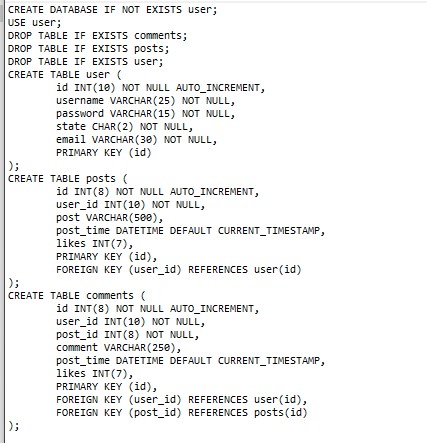 CREATE DATABASE IF NOT EXISTS user;
USE user;
DROP TABLE IF EXISTS comments;
DROP TABLE IF EXISTS posts;
DROP TABLE IF EXISTS user;
CREATE TABLE user (
id INT(10) NOT NULL AUTO_INCREMENT,
username VARCHAR(25) NOT NULL,
password VARCHAR(15) NOT NULL,
state CHAR(2) NOT NULL,
email VARCHAR(30) NOT NULL,
PRIMARY KEY (id)
);
CREATE TABLE posts (
id INT(8) NOT NULL AUTO_INCREMENT,
user_id INT(10) NOT NULL,
post VARCHAR(500),
post_time DATETIME DEFAULT CURRENT_TIMESTAMP,
likes INT(7),
PRIMARY KEY (id),
FOREIGN KEY (user_id) REFERENCES user(id)
);
CREATE TABLE comments (
id INT(8) NOT NULL AUTO_INCREMENT,
user_id INT(10) NOT NULL,
post_id INT(8) NOT NULL,
comment VARCHAR(250),
post_time DATETIME DEFAULT CURRENT_TIMESTAMP,
likes INT(7),
PRIMARY KEY (id),
FOREIGN KEY (user_id) REFERENCES user(id),
FOREIGN KEY (post_id) REFERENCES posts(id)
);